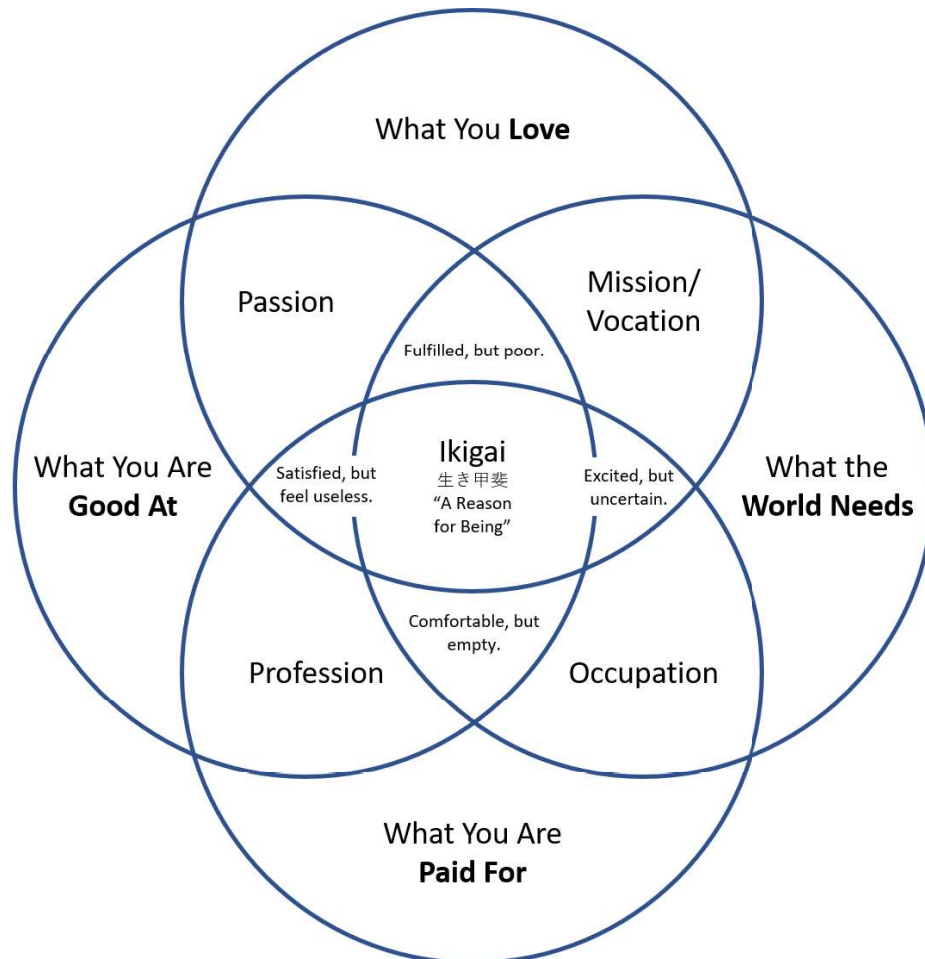 What You Love
Passion
Mission/
Vocation
Fulfilled, but poor.
What You Are
Good At
Satisfied, but
feel useless.
Ikigai
生き甲斐
“A Reason
for Being”
Excited, but
uncertain.
What the
World Needs
Comfortable, but
empty.
Profession
Occupation
What You Are
Paid For